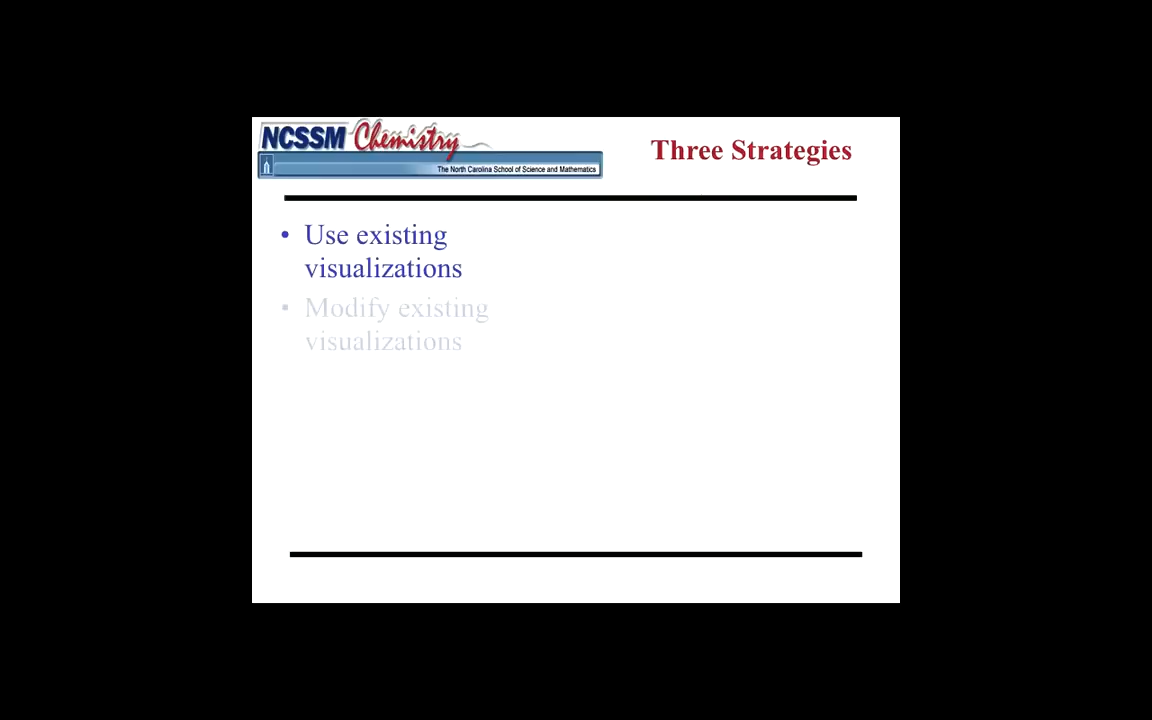 NCSSM Chemistry
The North Carolina School of Science and Mathematics
Three Strategies
• Use existing
visualizations
• Modify existing
visualizations